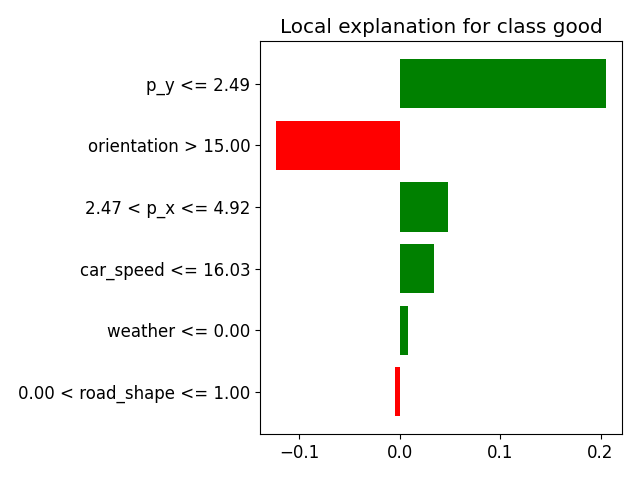 Local explanation for class good
p_y <= 2.49
orientation > 15.00
2.47 < p_x <= 4.92
car_speed <= 16.03
weather <= 0.00
0.00 < road_shape <= 1.00
−0.1 0.0 0.1 0.2